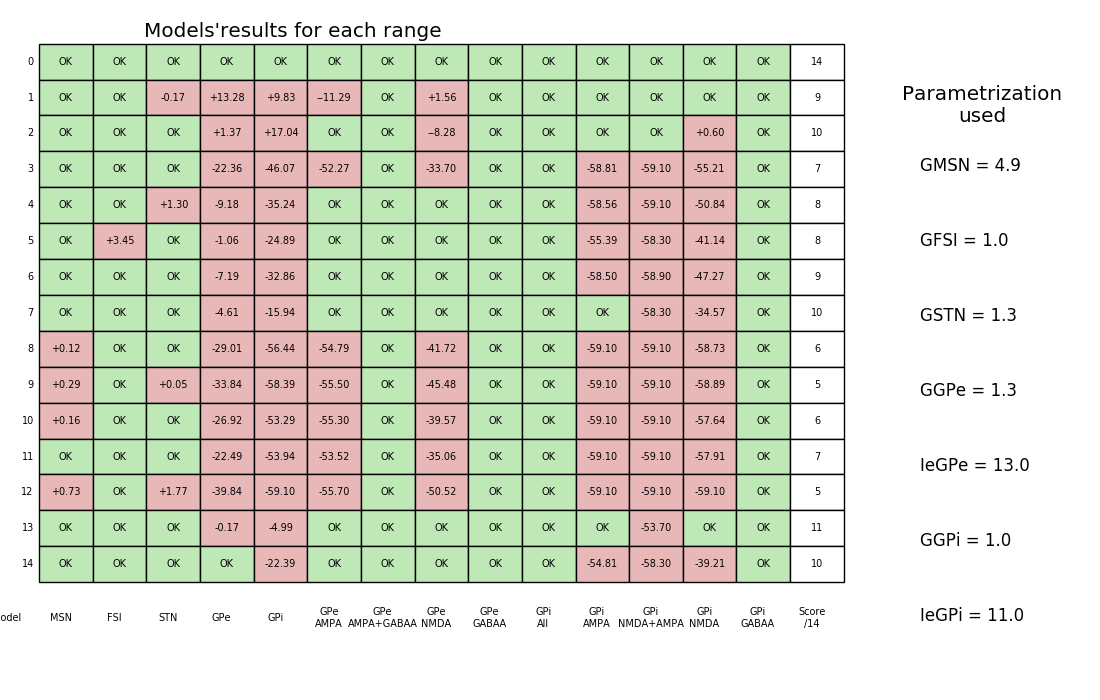 Models'results for each range
0 OK OK OK OK OK OK OK OK OK OK OK OK OK OK 14
1 OK OK -0.17 +13.28 +9.83 --11.29 OK +1.56 OK OK OK OK OK OK 9
2 OK OK OK +1.37 +17.04 OK OK --8.28 OK OK OK OK +0.60 OK 10
3 OK OK OK -22.36 -46.07 -52.27 OK -33.70 OK OK -58.81 -59.10 -55.21 OK 7
4 OK OK +1.30 -9.18 -35.24 OK OK OK OK OK -58.56 -59.10 -50.84 OK 8
5 OK +3.45 OK -1.06 -24.89 OK OK OK OK OK -55.39 -58.30 -41.14 OK 8
6 OK OK OK -7.19 -32.86 OK OK OK OK OK -58.50 -58.90 -47.27 OK 9
7 OK OK OK -4.61 -15.94 OK OK OK OK OK OK -58.30 -34.57 OK 10
8 +0.12 OK OK -29.01 -56.44 -54.79 OK -41.72 OK OK -59.10 -59.10 -58.73 OK 6
9 +0.29 OK +0.05 -33.84 -58.39 -55.50 OK -45.48 OK OK -59.10 -59.10 -58.89 OK 5
10 +0.16 OK OK -26.92 -53.29 -55.30 OK -39.57 OK OK -59.10 -59.10 -57.64 OK 6
11 OK OK OK -22.49 -53.94 -53.52 OK -35.06 OK OK -59.10 -59.10 -57.91 OK 7
12 +0.73 OK +1.77 -39.84 -59.10 -55.70 OK -50.52 OK OK -59.10 -59.10 -59.10 OK 5
13 OK OK OK -0.17 -4.99 OK OK OK OK OK OK -53.70 OK OK 11
14 OK OK OK OK -22.39 OK OK OK OK OK -54.81 -58.30 -39.21 OK 10
GPe GPe GPe GPe GPi GPi GPi GPi GPi Score
odel MSN FSI STN GPe GPi
AMPA AMPA+GABAA NMDA GABAA All AMPA NMDA+AMPA NMDA GABAA /14
Parametrization
used
GMSN = 4.9
GFSI = 1.0
GSTN = 1.3
GGPe = 1.3
IeGPe = 13.0
GGPi = 1.0
IeGPi = 11.0